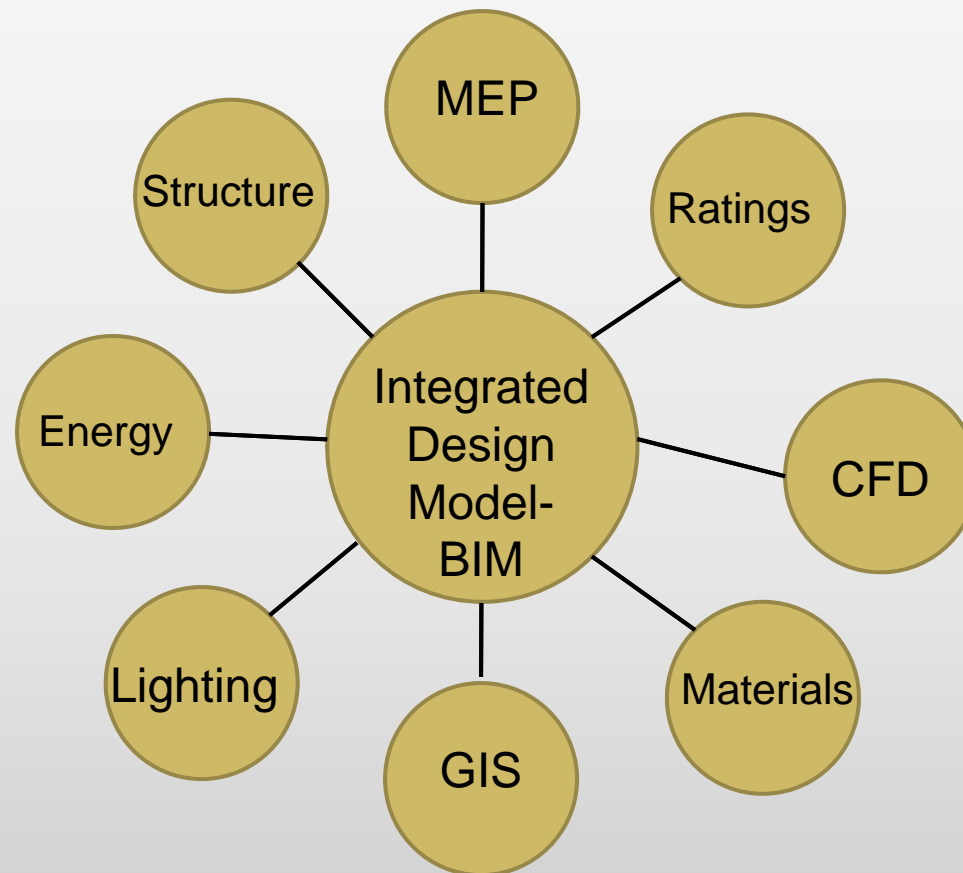 MEP
Structure
Ratings
Integrated
Design
Model-
BIM
Energy
CFD
Lighting
Materials
GIS